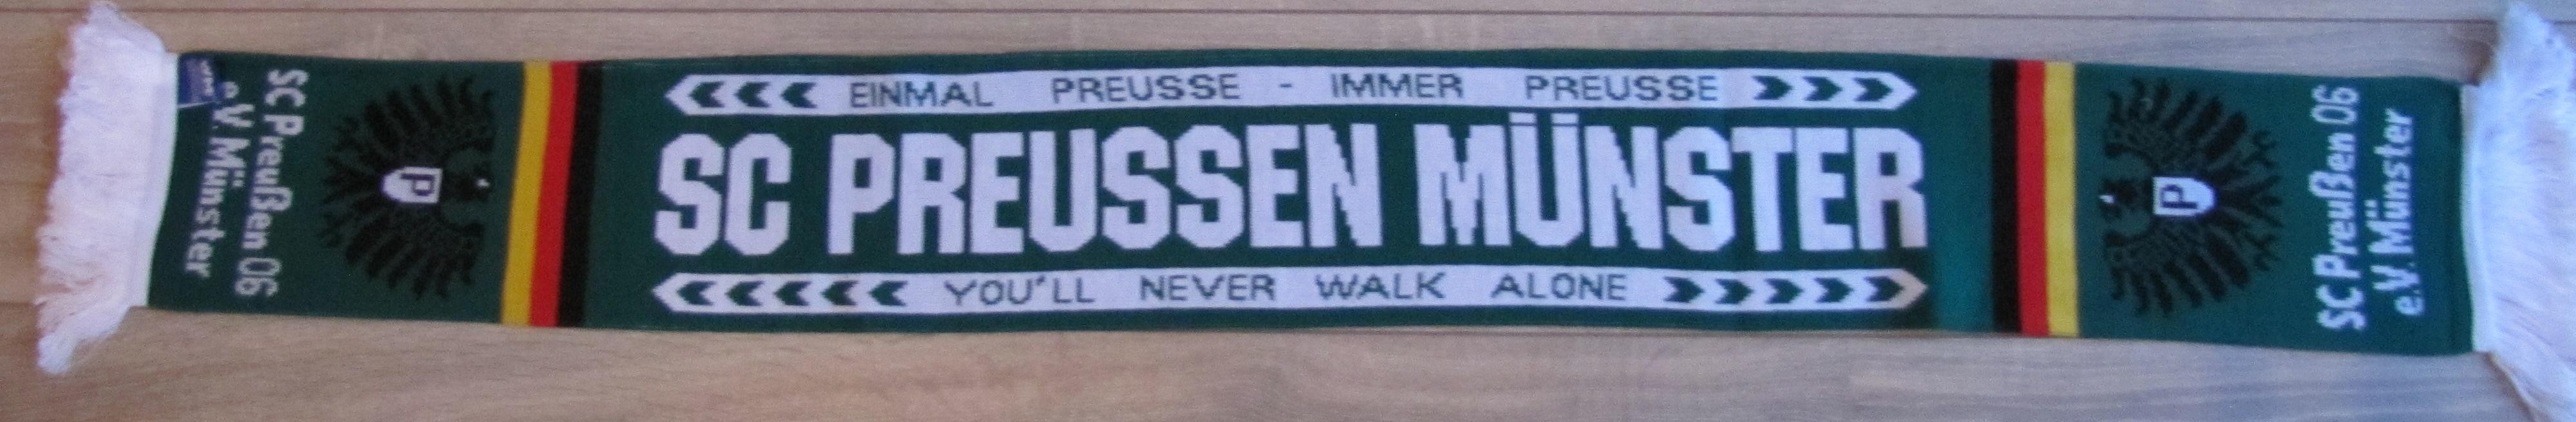 SC Preußen 06
e.V. Münster
P
<<< EINMAL PREUSSE - IMMER PREUSSE >>>
SC PREUSSEN MÜNSTER
<<<<< YOU'LL NEVER WALK ALONE >>>>>
P
SC Preußen 06
e.V. Münster